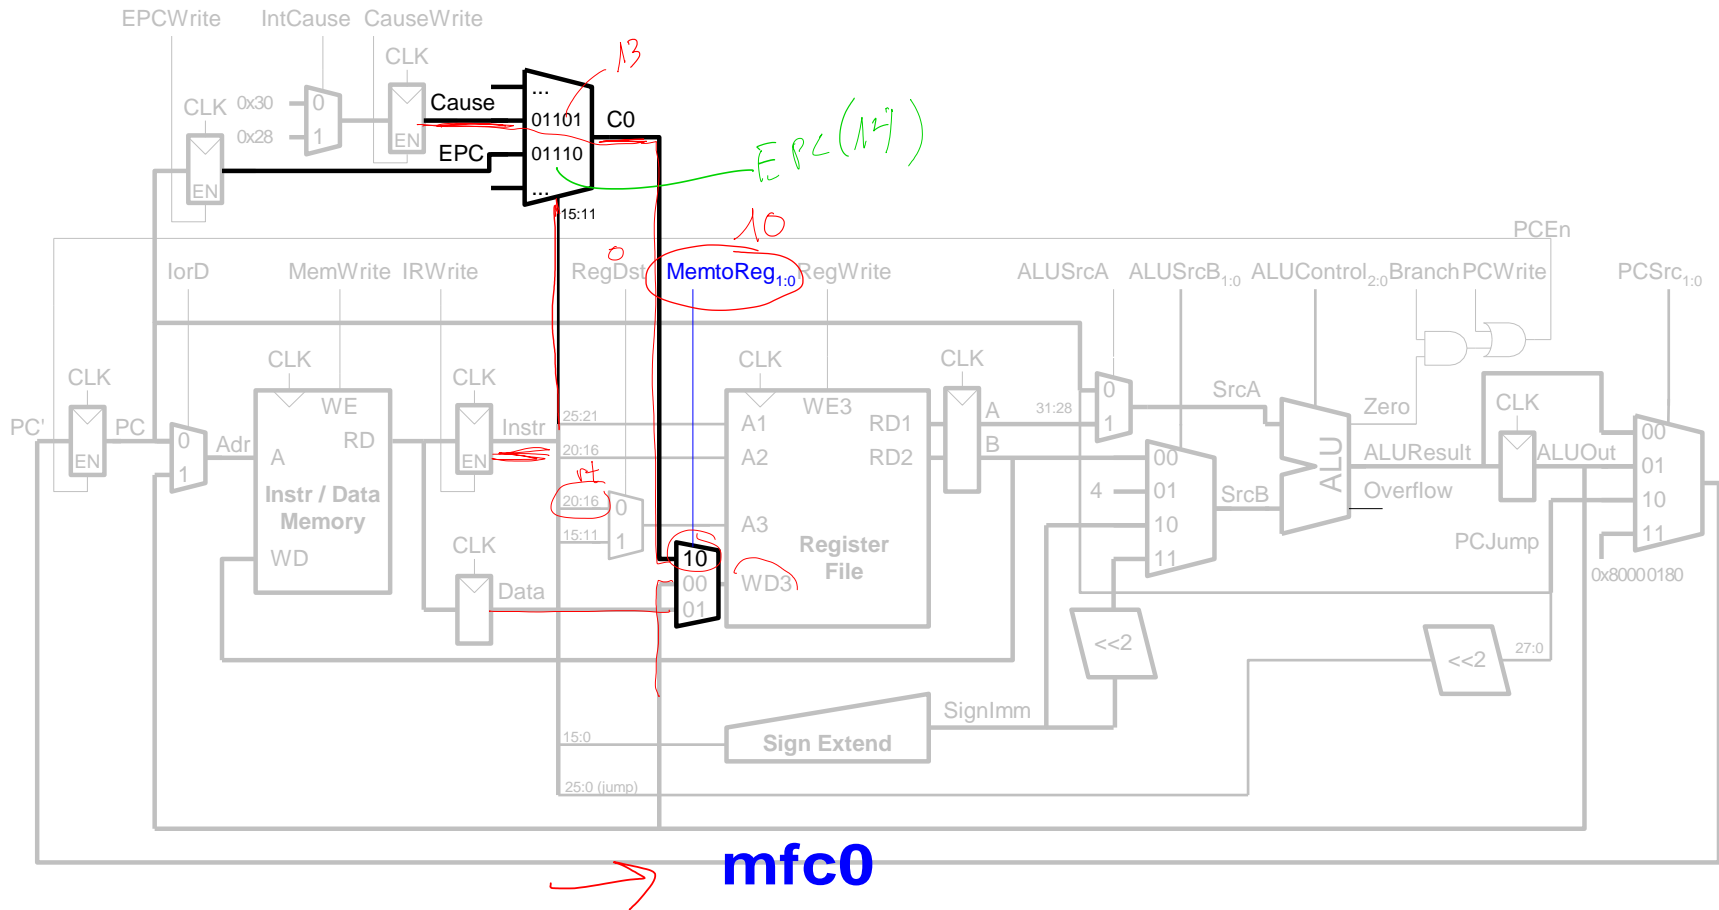 EPCWrite IntCause CauseWrite
13
CLK
CLK 0x30 0 Cause ... C0
0x28 1 EN 01101
EPC 01110 EPC(14)
EN ...
15:11
10
PCEn
0
IorD MemWrite IRWrite RegDst MemtoReg1:0 RegWrite ALUSrcA ALUSrcB1:0 ALUControl2:0 Branch PCWrite PCSrc1:0
CLK CLK CLK CLK
CLK
WE WE3 0 SrcA CLK
25:21 A1 RD1 A 31:28 1 Zero
PC' PC 0 Adr A RD Instr 20:16 A2 RD2 B 00 ALU ALUResult ALUOut 00
EN 1 EN 01 01
rt
Instr / Data Memory 20:16 0 4 01 SrcB Overflow 10
15:11 1 A3 10 PCJump 11
WD CLK 10 Register File 11 0x8000 0180
Data 00 WD3
01
<<2 <<2 27:0
SignImm
15:0 Sign Extend
25:0 (jump)
mfc0